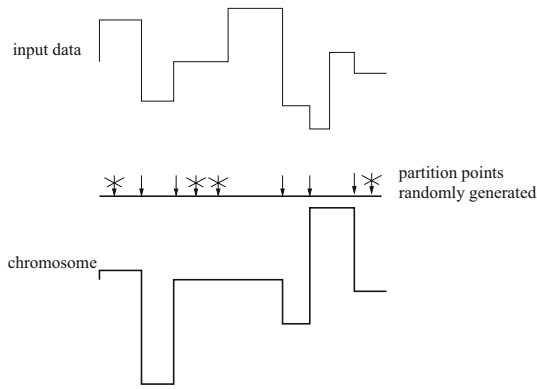 input data
partition points
randomly generated
chromosome